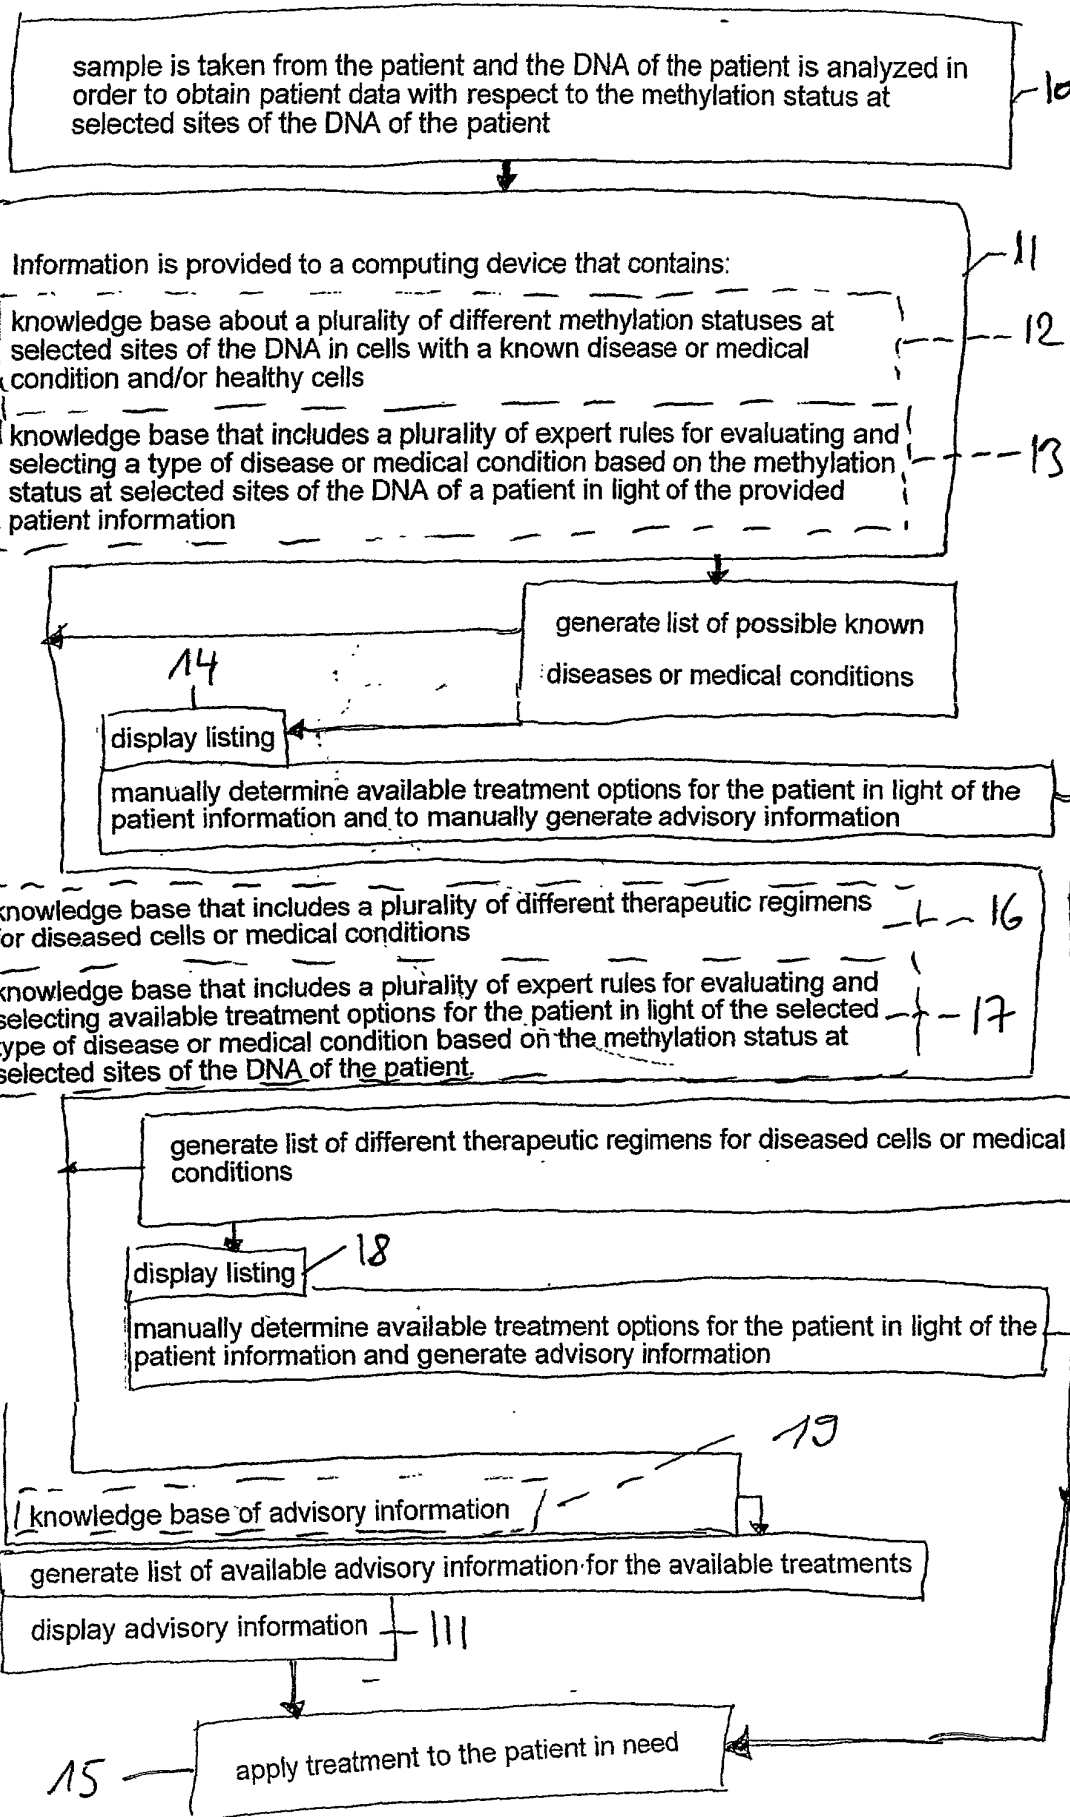 sample is taken from the patient and the DNA of the patient is analyzed in
order to obtain patient data with respect to the methylation status at
selected sites of the DNA of the patient
10
Information is provided to a computing device that contains:
11
knowledge base about a plurality of different methylation statuses at
selected sites of the DNA in cells with a known disease or medical
condition and/or healthy cells
12
knowledge base that includes a plurality of expert rules for evaluating and
selecting a type of disease or medical condition based on the methylation
status at selected sites of the DNA of a patient in light of the provided
patient information
13
generate list of possible known
diseases or medical conditions
14
display listing
manually determine available treatment options for the patient in light of the
patient information and to manually generate advisory information
knowledge base that includes a plurality of different therapeutic regimens
for diseased cells or medical conditions
16
knowledge base that includes a plurality of expert rules for evaluating and
selecting available treatment options for the patient in light of the selected
type of disease or medical condition based on the methylation status at
selected sites of the DNA of the patient.
17
generate list of different therapeutic regimens for diseased cells or medical
conditions
display listing
18
manually determine available treatment options for the patient in light of the
patient information and generate advisory information
19
knowledge base of advisory information
generate list of available advisory information for the available treatments
display advisory information
111
apply treatment to the patient in need
15